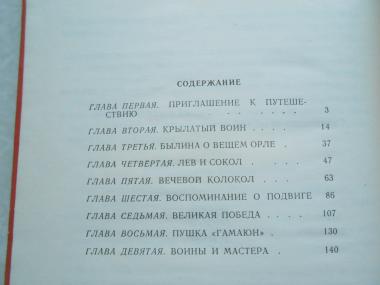 СОДЕРЖАНИЕ
ГЛАВА ПЕРВАЯ. ПРИГЛАШЕНИЕ К ПУТЕШЕ-
СТВИЮ . . . . . . 3
ГЛАВА ВТОРАЯ. КРЫЛАТЫЙ ВОИН . . . . 14
ГЛАВА ТРЕТЬЯ. БЫЛИНА О ВЕЩЕМ ОРЛЕ . 37
ГЛАВА ЧЕТВЕРТАЯ. ЛЕВ И СОКОЛ . . . . 47
ГЛАВА ПЯТАЯ. ВЕЧЕВОЙ КОЛОКОЛ . . . 63
ГЛАВА ШЕСТАЯ. ВОСПОМИНАНИЕ О ПОДВИГЕ 86
ГЛАВА СЕДЬМАЯ. ВЕЛИКАЯ ПОБЕДА . . . . 107
ГЛАВА ВОСЬМАЯ. ПУШКА «ГАМАЮН» . . . 130
ГЛАВА ДЕВЯТАЯ. ВОИНЫ И МАСТЕРА . 140